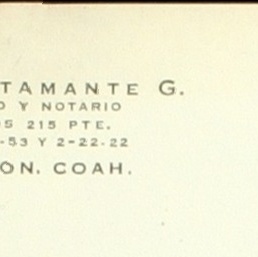 TAMANTE G.
O Y NOTARIO
S 215 PTE.
-53 Y 2-22-22
ON. COAH.